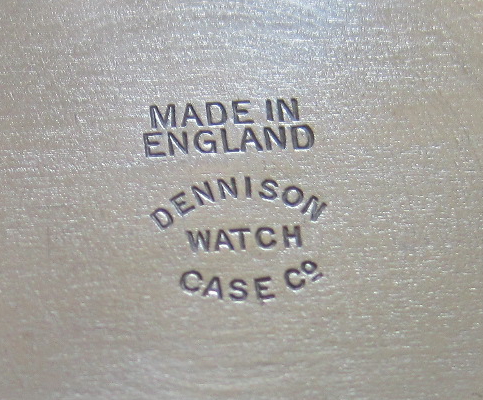 MADE IN
ENGLAND
DENNISON
WATCH
CASE Cº